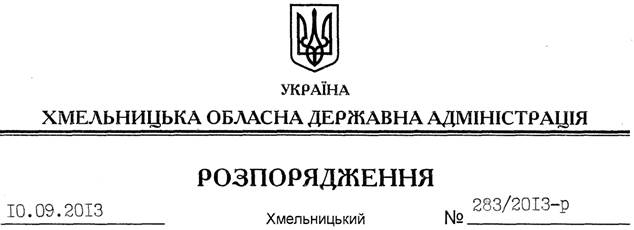 УКРАЇНА
ХМЕЛЬНИЦЬКА ОБЛАСНА ДЕРЖАВНА АДМІНІСТРАЦІЯ
РОЗПОРЯДЖЕННЯ
10.09.2013 Хмельницький № 283/2013-р